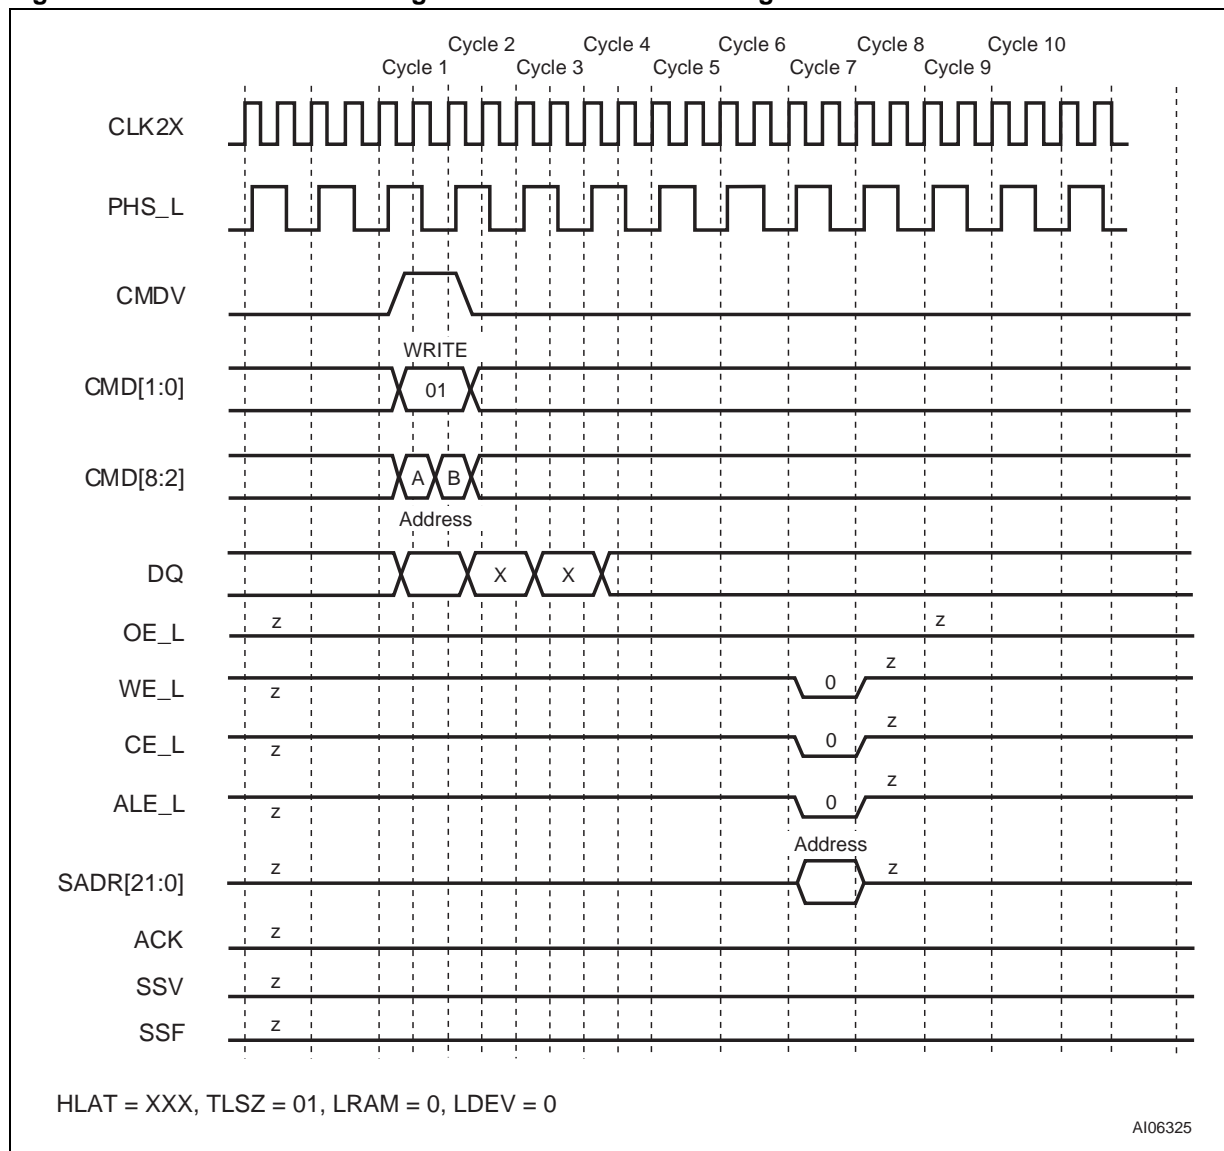 Cycle 2 Cycle 4 Cycle 6 Cycle 8 Cycle 10
Cycle 1 Cycle 3 Cycle 5 Cycle 7 Cycle 9
CLK2X
PHS_L
CMDV
WRITE
CMD[1:0] 01
CMD[8:2] A B
Address
DQ X X
z z
OE_L
z
WE_L z 0
z
CE_L z 0
z
ALE_L z 0
Address
SADR[21:0] z z
ACK z
SSV z
SSF z
HLAT = XXX, TLSZ = 01, LRAM = 0, LDEV = 0
AI06325